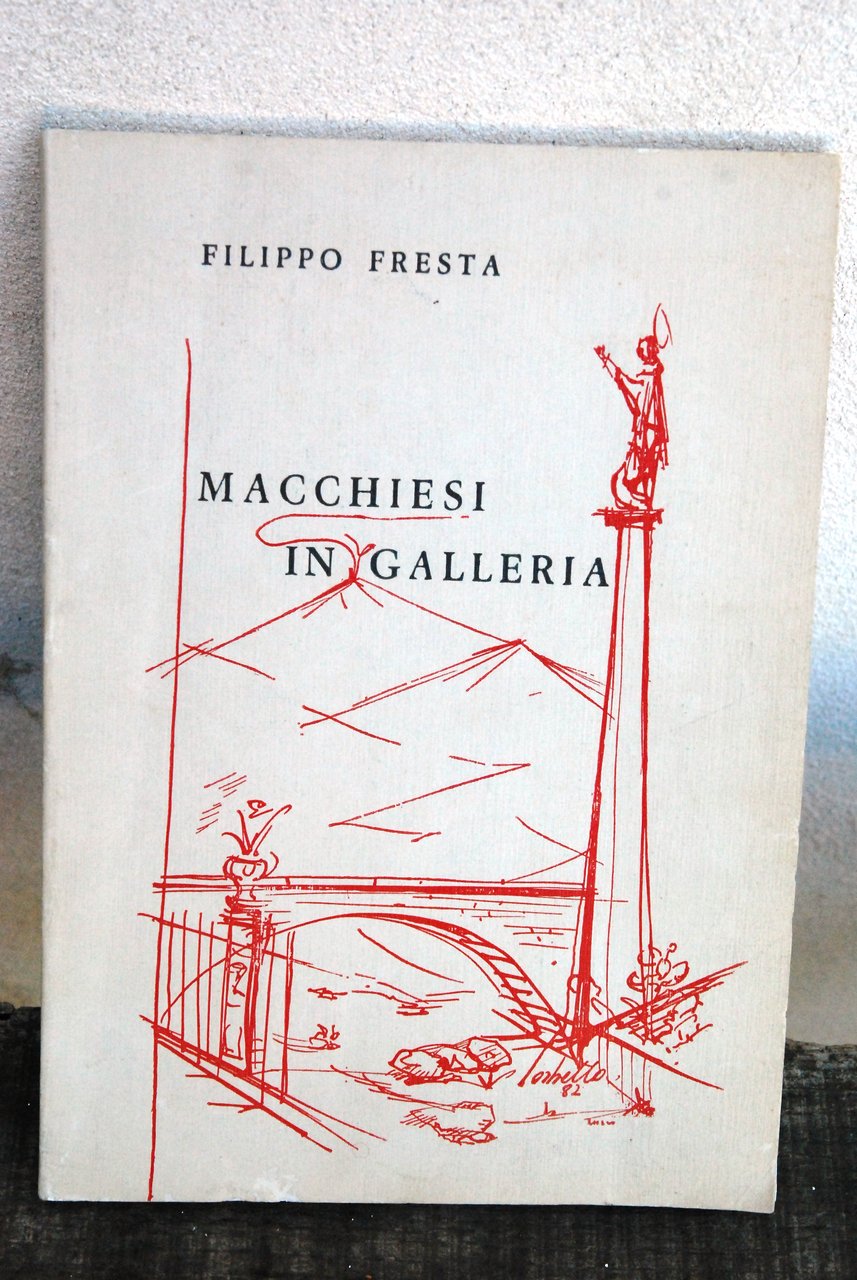 FILIPPO FRESTA
MACCHIESI
IN GALLERIA
82